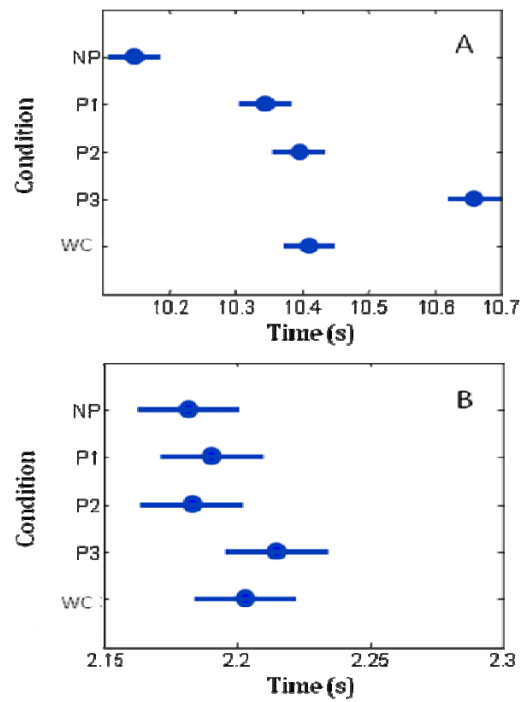 A
NP
P1
P2
P3
WC
Condition
10.2 10.3 10.4 10.5 10.6 10.7
Time (s)
B
NP
P1
P2
P3
WC
Condition
2.15 2.2 2.25 2.3
Time (s)